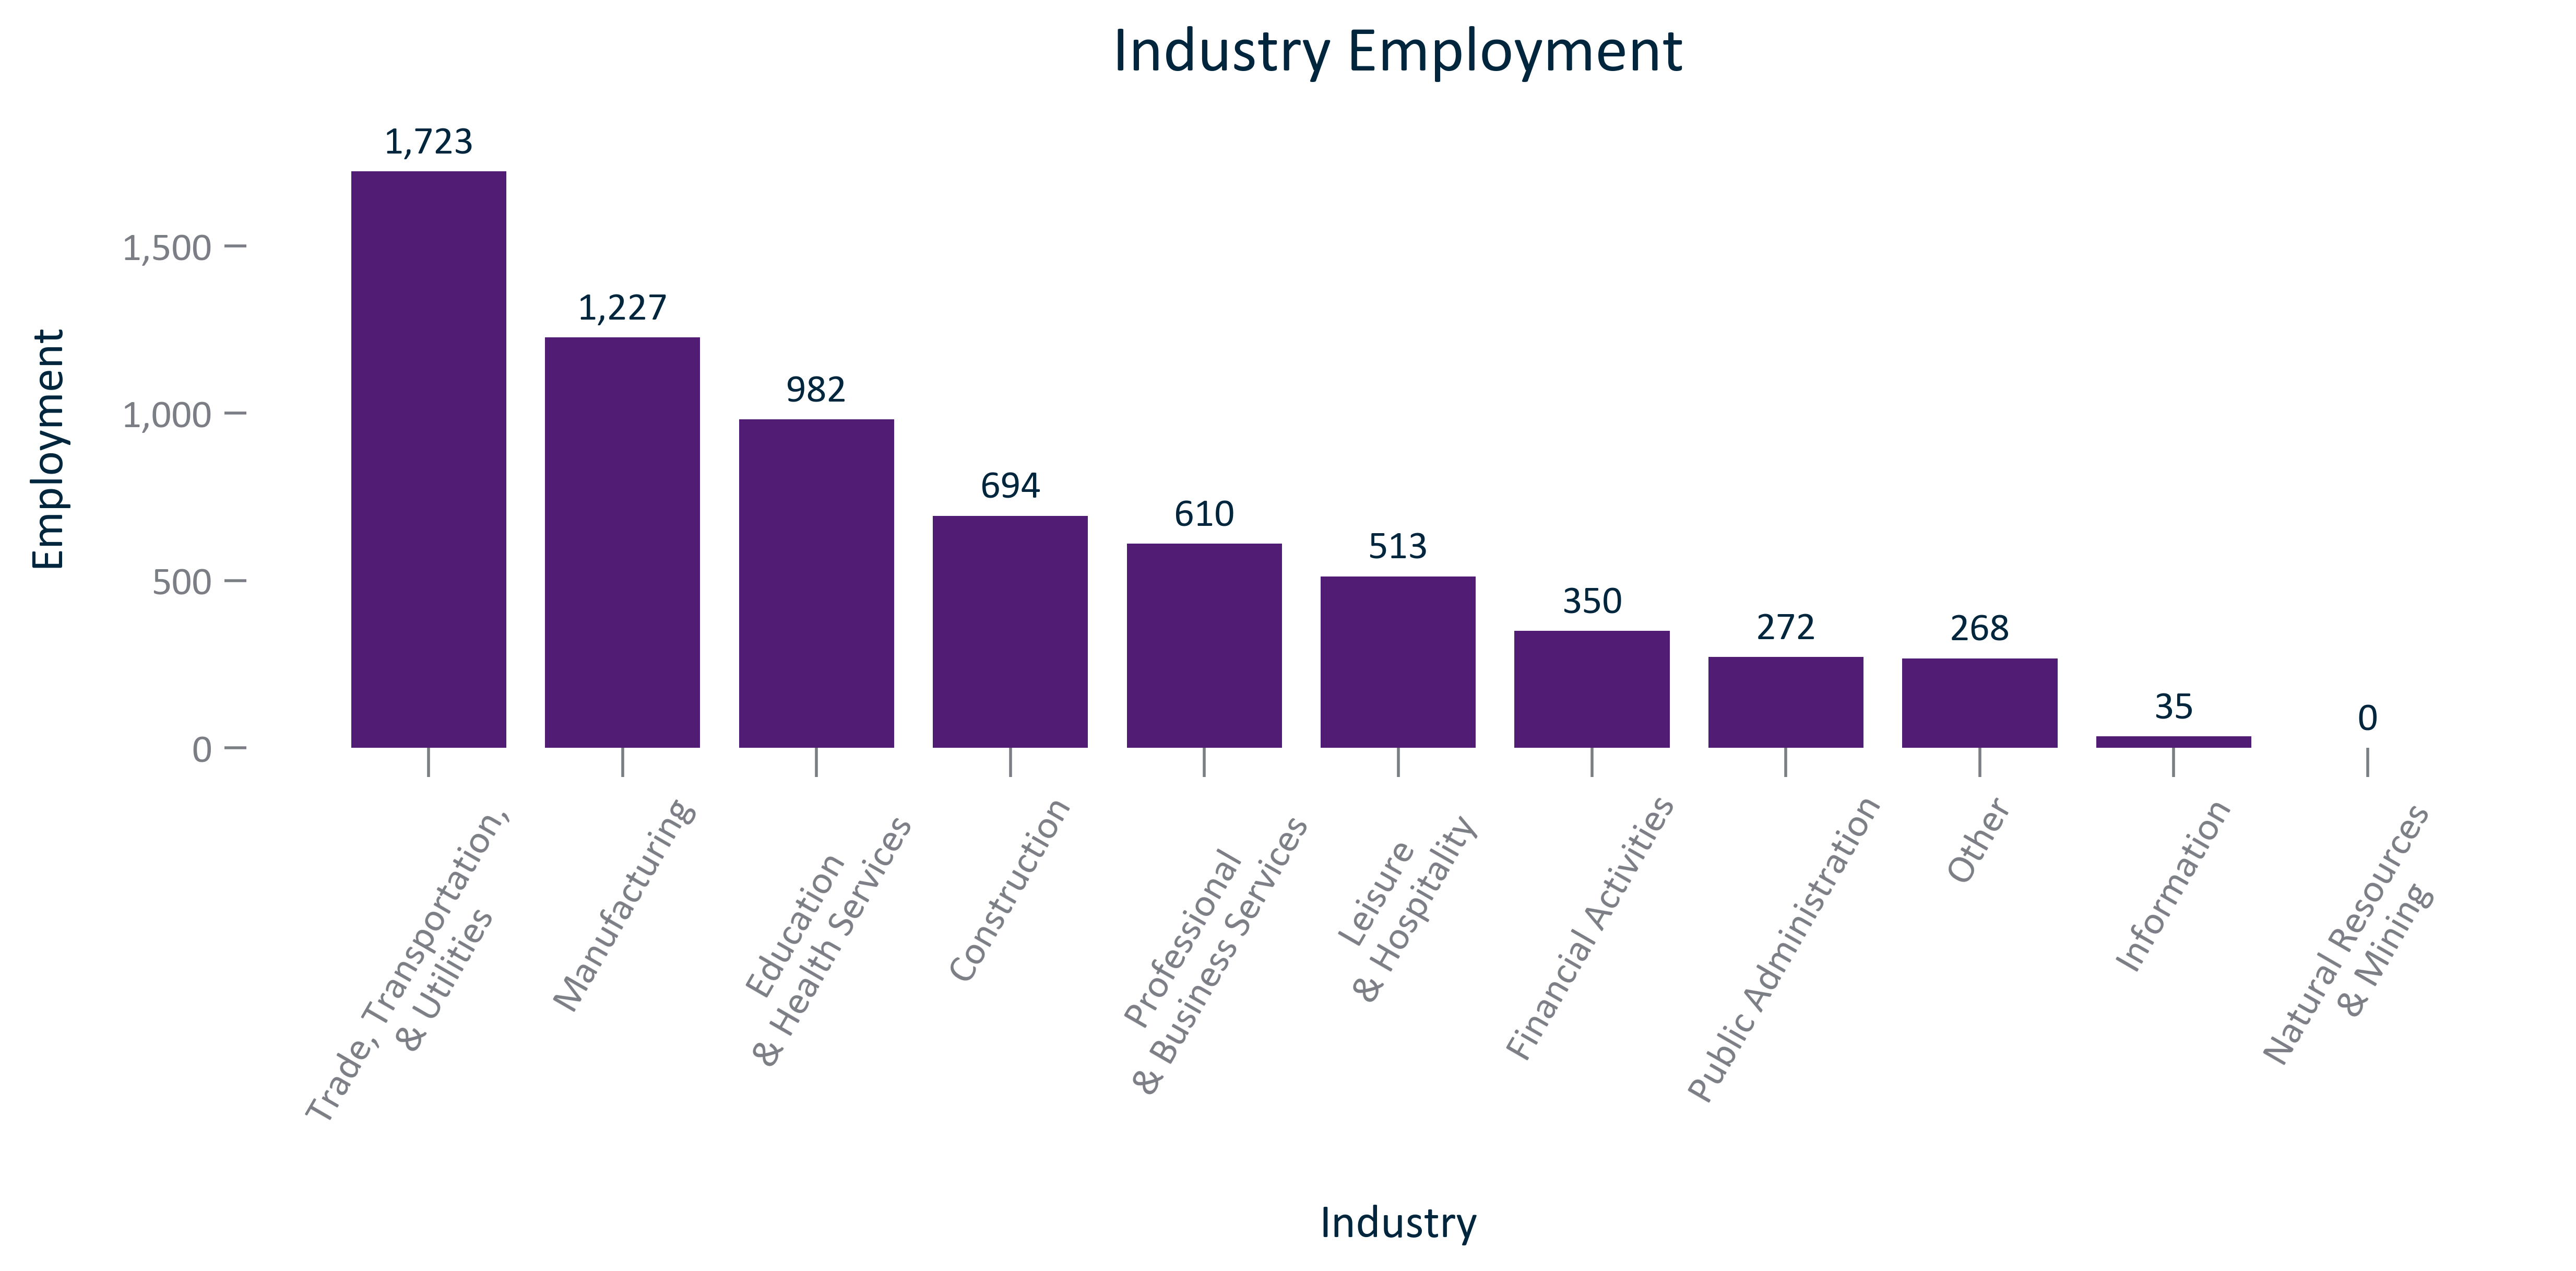 Industry Employment
1,723
1,227
982
694
610
513
350
272
268
35
0
1,500
1,000
500
0
Employment
Trade, Transportation,
& Utilities
Manufacturing
Education
& Health Services
Construction
Professional
& Business Services
Leisure
& Hospitality
Financial Activities
Public Administration
Other
Information
Natural Resources
& Mining
Industry